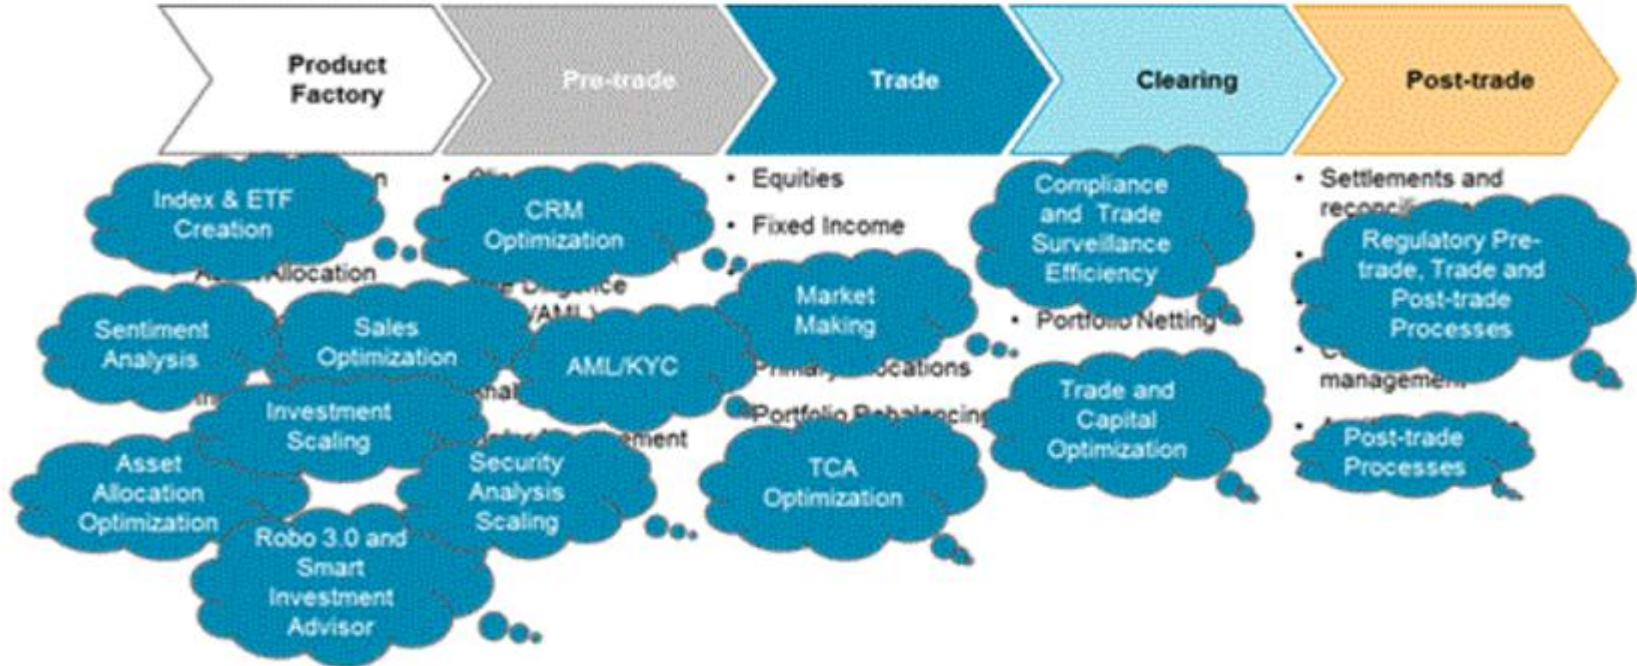 Product
Factory
Pre-trade
Trade
Clearing
Post-trade
Index & ETF
Creation
Allocation
Sentiment
Analysis
Sales
Optimization
Investment
Scaling
Asset
Allocation
Optimization
Robo 3.0 and
Smart
Investment
Advisor
CRM
Optimization
Diligence
AML/KYC
Security
Analysis
Scaling
• Equities
• Fixed Income
Market
Making
Portfolio Rebalancing
TCA
Optimization
Compliance
and Trade
Surveillance
Efficiency
• Portfolio Netting
Trade and
Capital
Optimization
• Settlements and
Regulatory Pre-
trade, Trade and
Post-trade
Processes
management
Post-trade
Processes